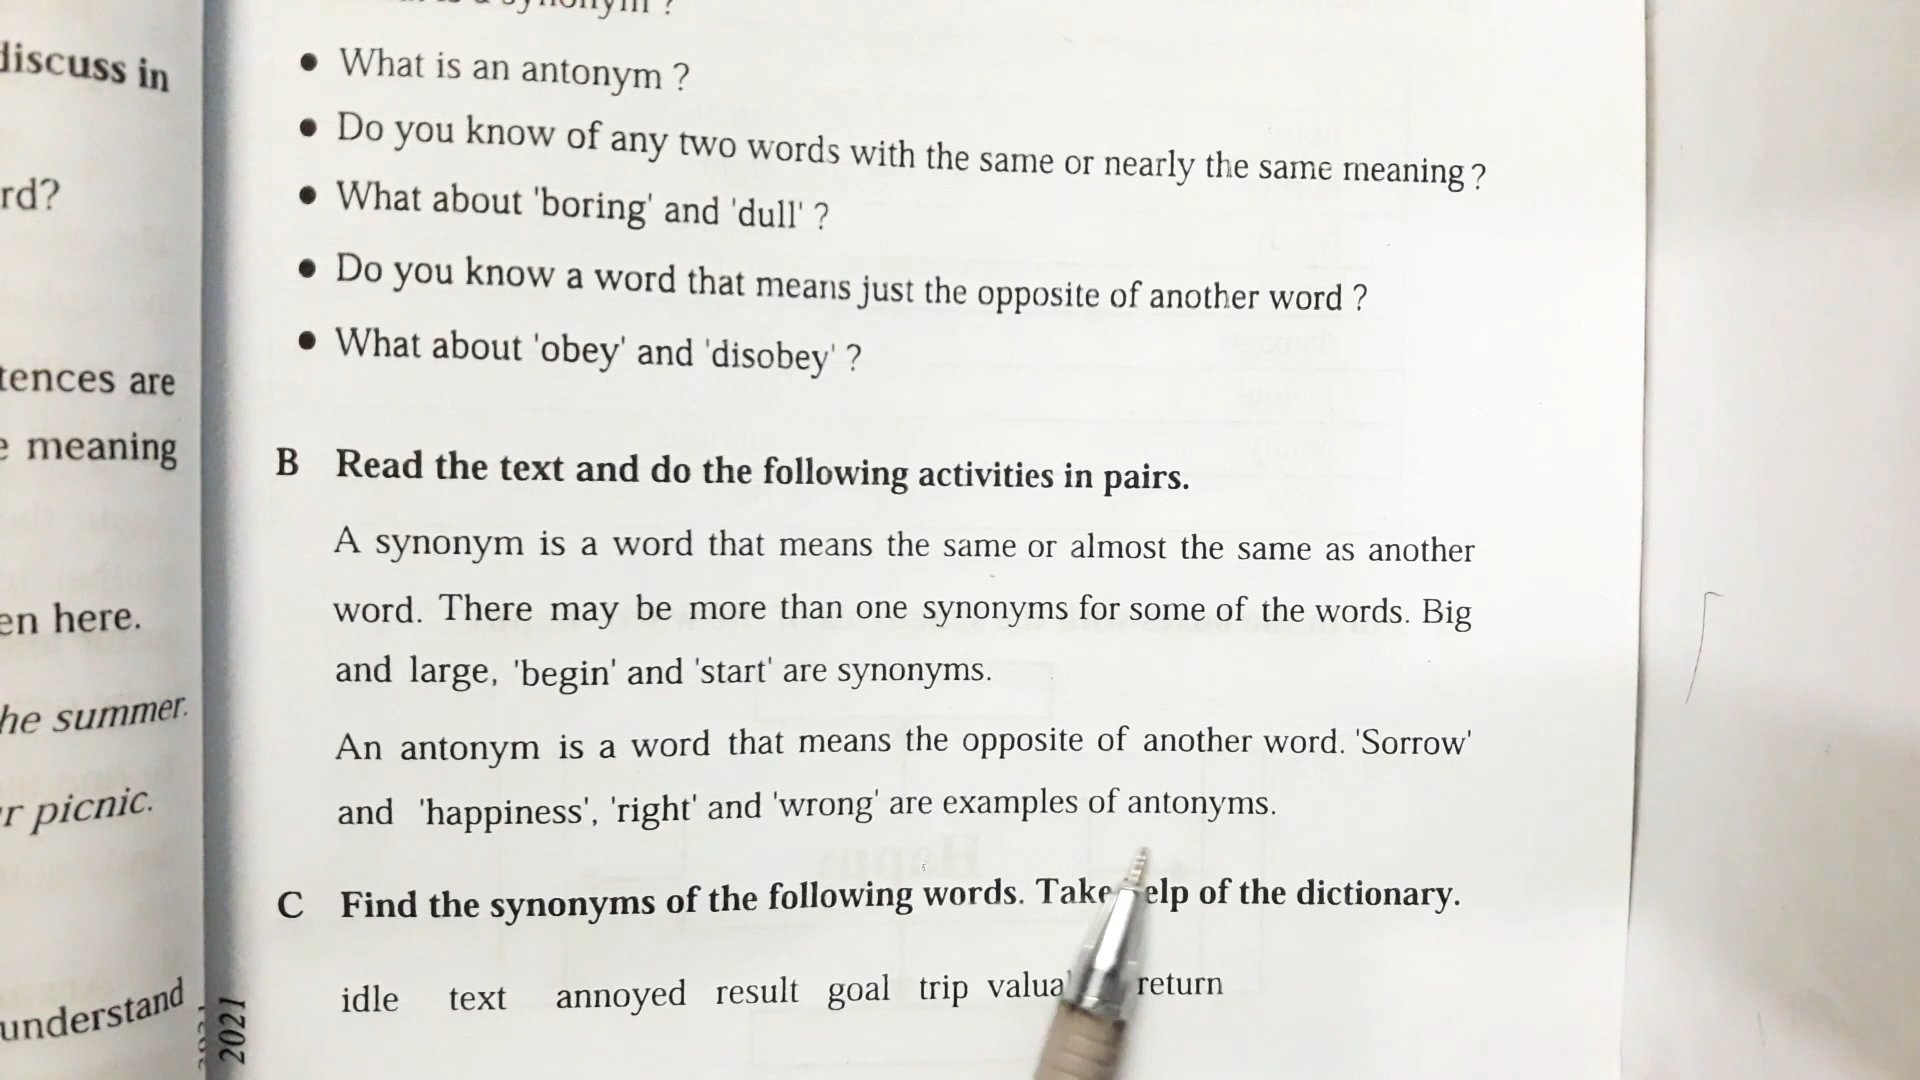 discuss in
rd?
tences are
e meaning
en here.
he summer.
r picnic.
understand
2021
synonym ?
• What is an antonym ?
• Do you know of any two words with the same or nearly the same meaning ?
• What about 'boring' and 'dull' ?
• Do you know a word that means just the opposite of another word ?
• What about 'obey' and 'disobey' ?
B Read the text and do the following activities in pairs.
A synonym is a word that means the same or almost the same as another
word. There may be more than one synonyms for some of the words. Big
and large, 'begin' and 'start' are synonyms.
An antonym is a word that means the opposite of another word. 'Sorrow'
and 'happiness', 'right' and 'wrong' are examples of antonyms.
C Find the synonyms of the following words. Take elp of the dictionary.
idle text annoyed result goal trip valua return